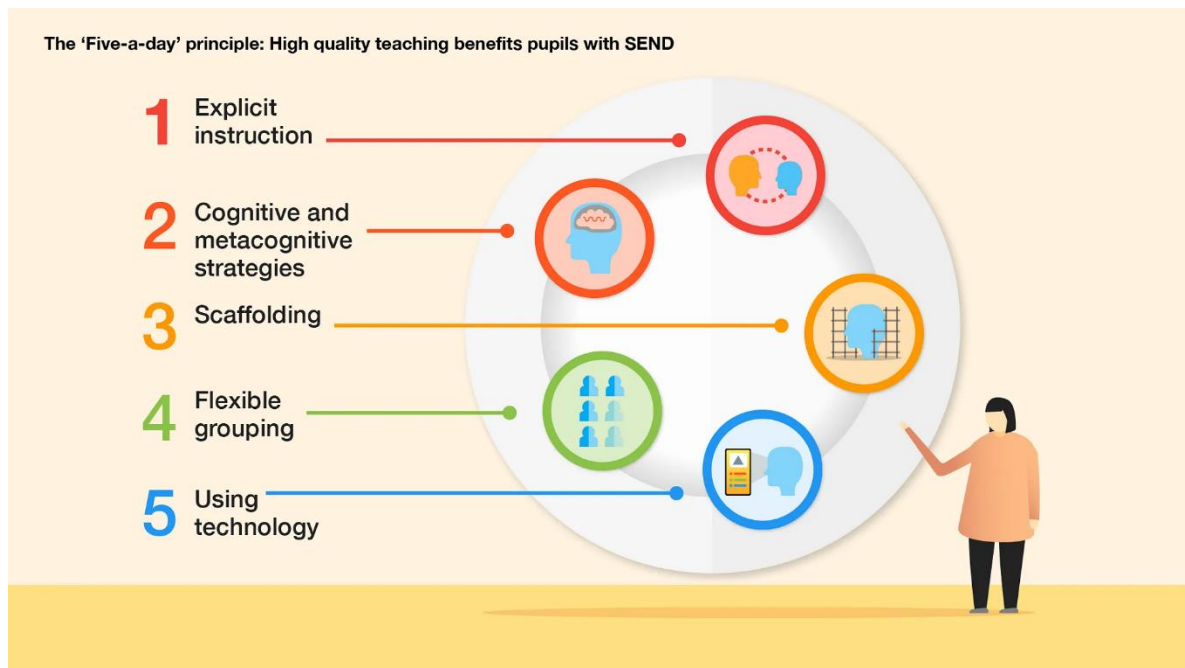 The ‘Five-a-day’ principle: High quality teaching benefits pupils with SEND
1 Explicit
instruction
2 Cognitive and
metacognitive
strategies
3 Scaffolding
4 Flexible
grouping
5 Using
technology